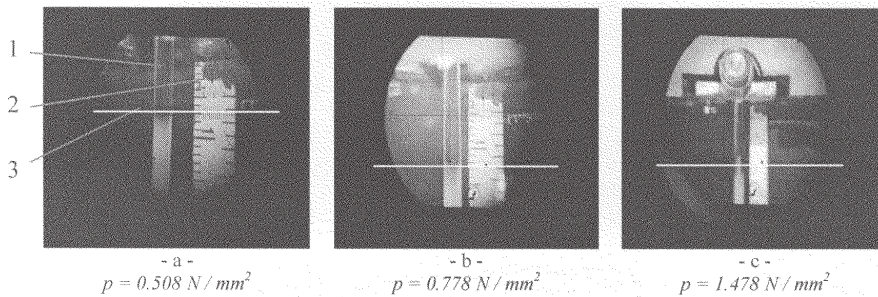 1
2
3
- a -
p = 0.508 N / mm²
- b -
p = 0.778 N / mm²
- c -
p = 1.478 N / mm²